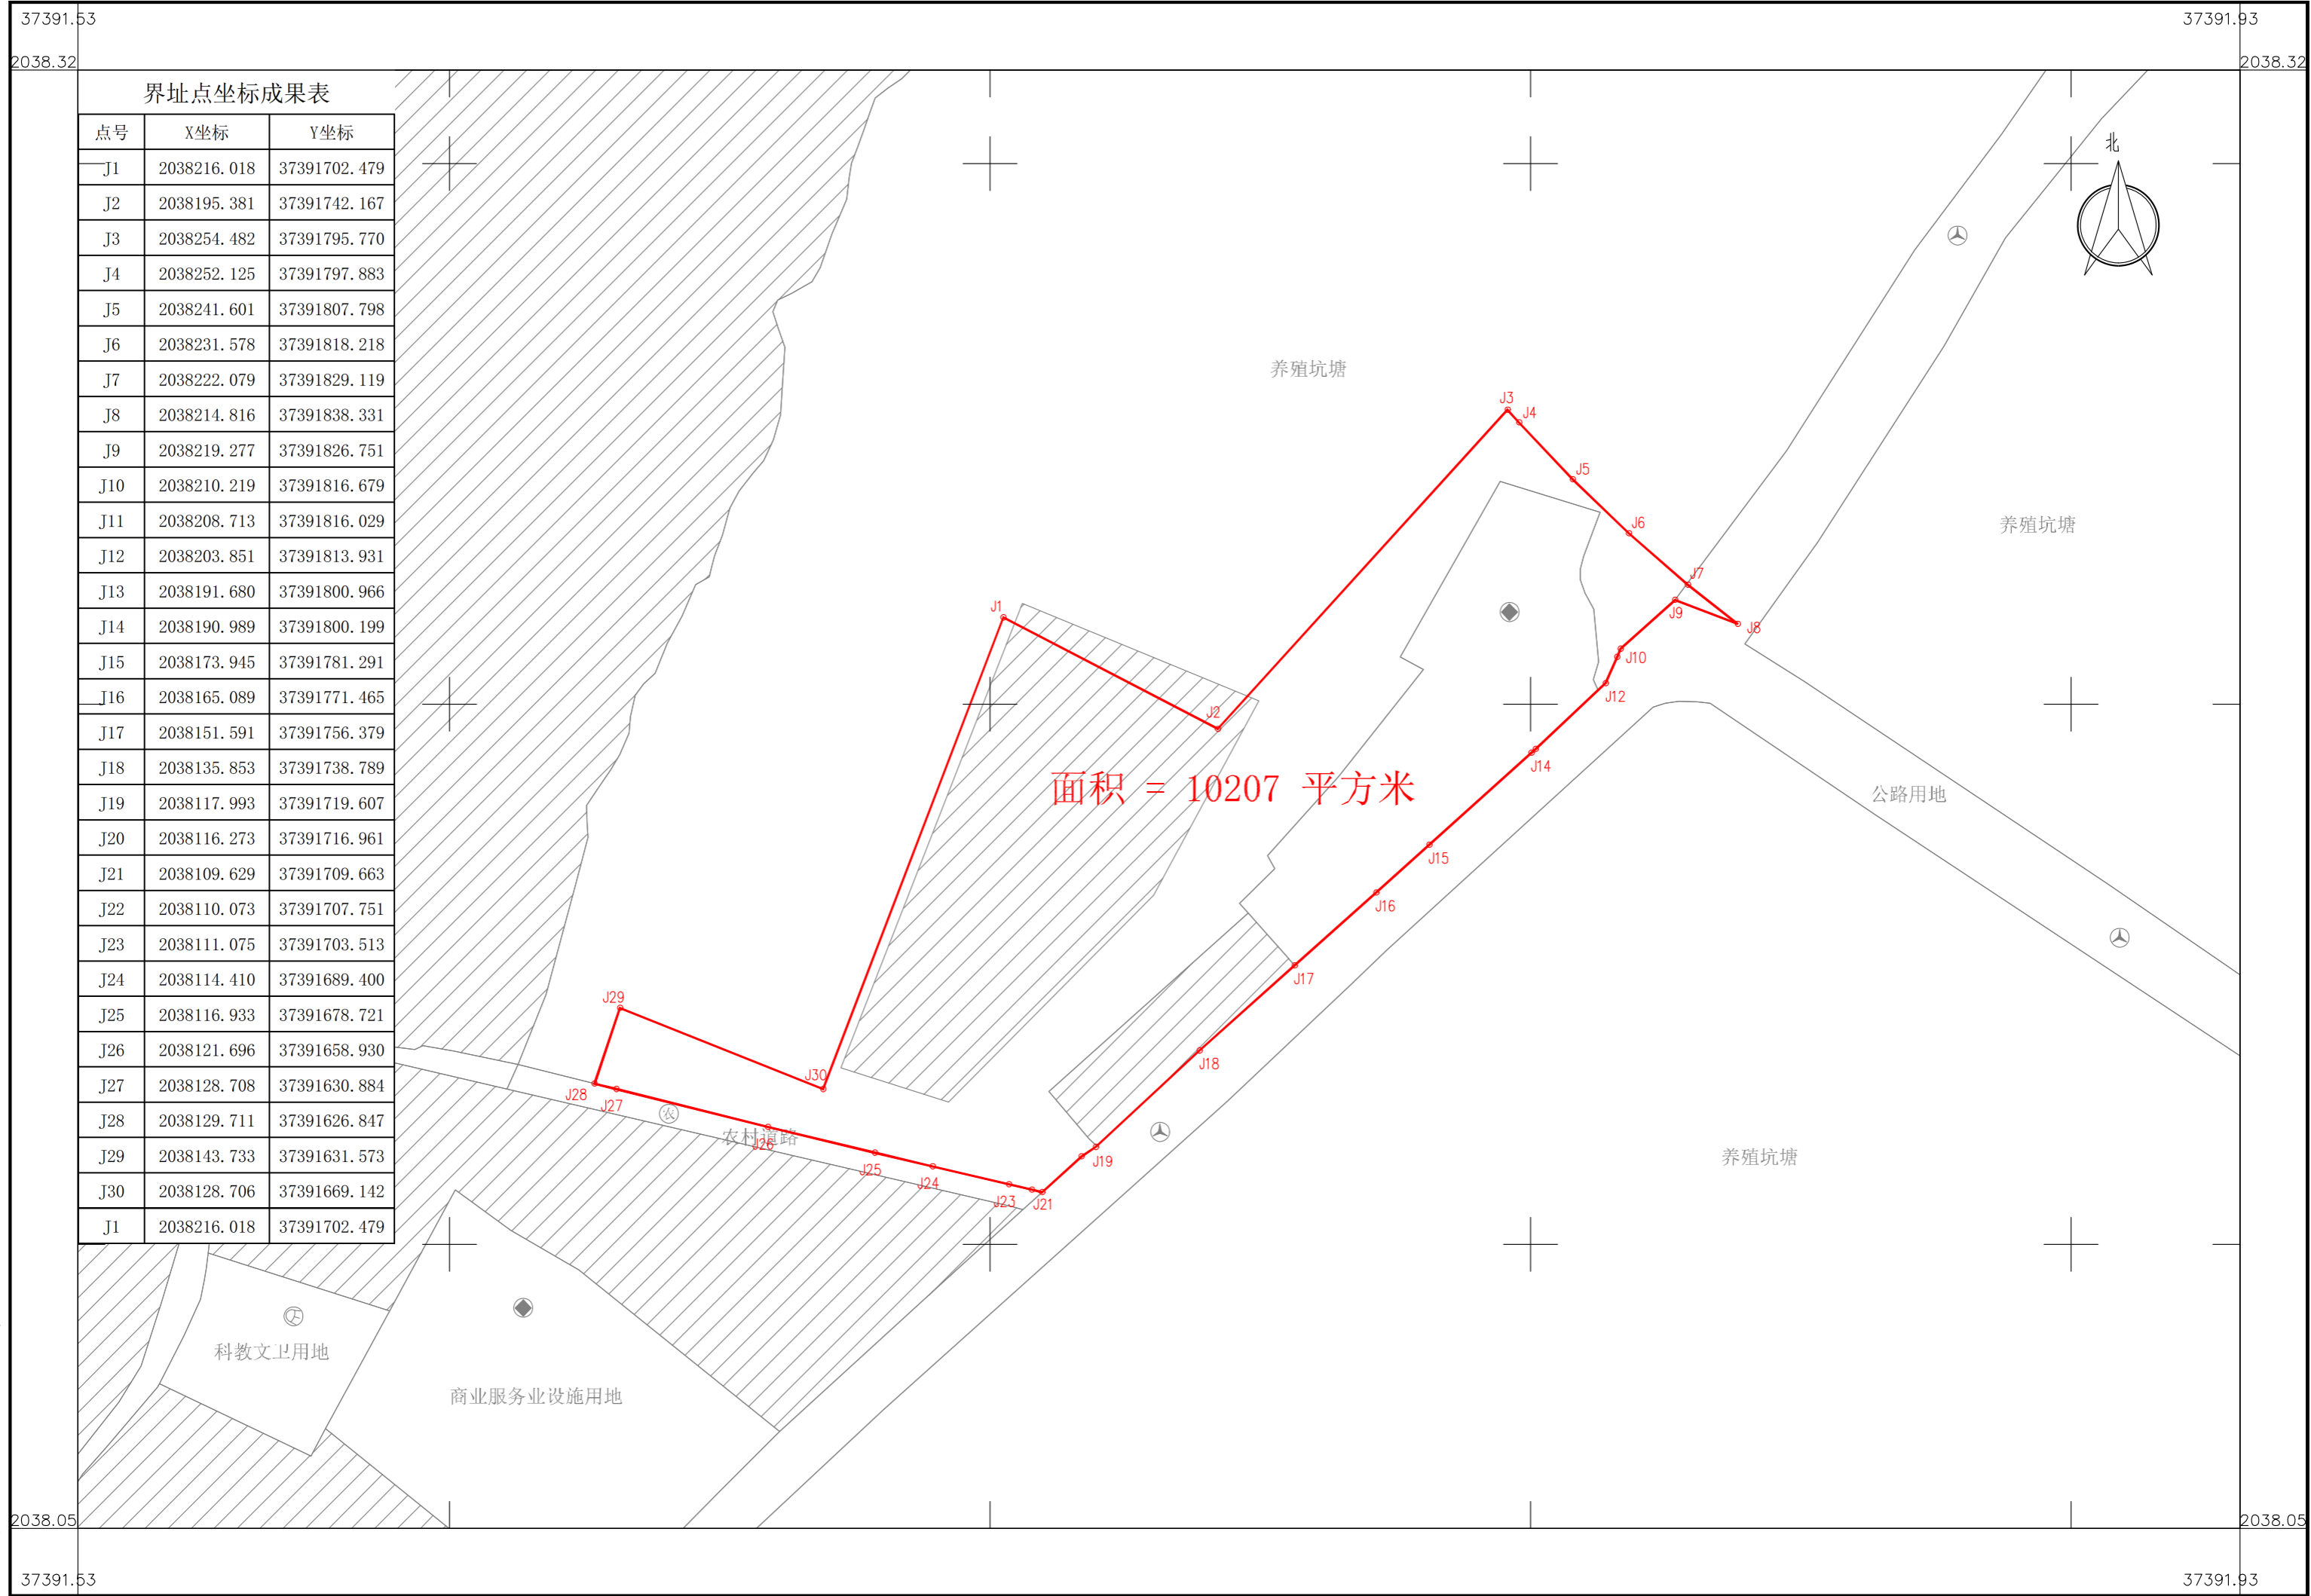 37391.53
37391.93
2038.32
2038.32
界址点坐标成果表
点号 X坐标 Y坐标
J1 2038216.018 37391702.479
J2 2038195.381 37391742.167
J3 2038254.482 37391795.770
J4 2038252.125 37391797.883
J5 2038241.601 37391807.798
J6 2038231.578 37391818.218
J7 2038222.079 37391829.119
J8 2038214.816 37391838.331
J9 2038219.277 37391826.751
J10 2038210.219 37391816.679
J11 2038208.713 37391816.029
J12 2038203.851 37391813.931
J13 2038191.680 37391800.966
J14 2038190.989 37391800.199
J15 2038173.945 37391781.291
J16 2038165.089 37391771.465
J17 2038151.591 37391756.379
J18 2038135.853 37391738.789
J19 2038117.993 37391719.607
J20 2038116.273 37391716.961
J21 2038109.629 37391709.663
J22 2038110.073 37391707.751
J23 2038111.075 37391703.513
J24 2038114.410 37391689.400
J25 2038116.933 37391678.721
J26 2038121.696 37391658.930
J27 2038128.708 37391630.884
J28 2038129.711 37391626.847
J29 2038143.733 37391631.573
J30 2038128.706 37391669.142
J1 2038216.018 37391702.479
北
养殖坑塘
J3
J4
J5
J6
养殖坑塘
J7
J1
J9
J8
J10
J12
J2
J14
面积 = 10207 平方米
公路用地
J15
J16
J17
J29
J18
J30
J28
J27
农
农村道路
J26
J19
J25
J24
J23
J21
养殖坑塘
科教文卫用地
商业服务业设施用地
2038.05
2038.05
37391.53
37391.93